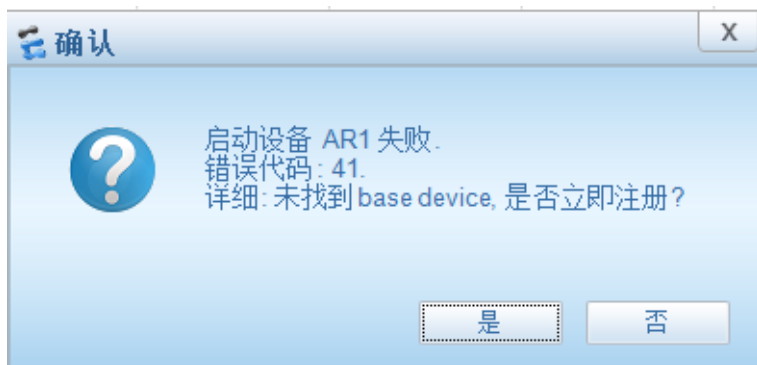 确认
X
启动设备 AR1 失败.
错误代码: 41.
详细: 未找到 base device, 是否立即注册?
是
否